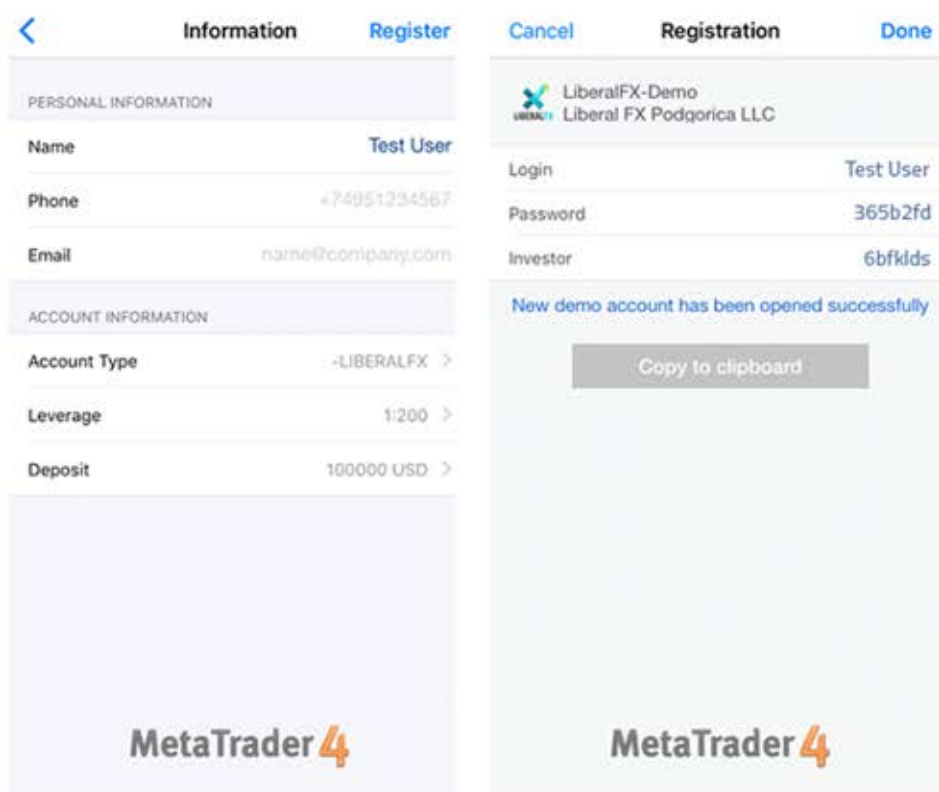 Information
Register
PERSONAL INFORMATION
Name
Test User
Phone
+74951234567
Email
name@company.com
ACCOUNT INFORMATION
Account Type
-LIBERALFX
Leverage
1:200
Deposit
100000 USD
MetaTrader 4
Cancel
Registration
Done
LIBERALFX
LiberalFX-Demo
Liberal FX Podgorica LLC
Login
Test User
Password
365b2fd
Investor
6bfklds
New demo account has been opened successfully
Copy to clipboard
MetaTrader 4